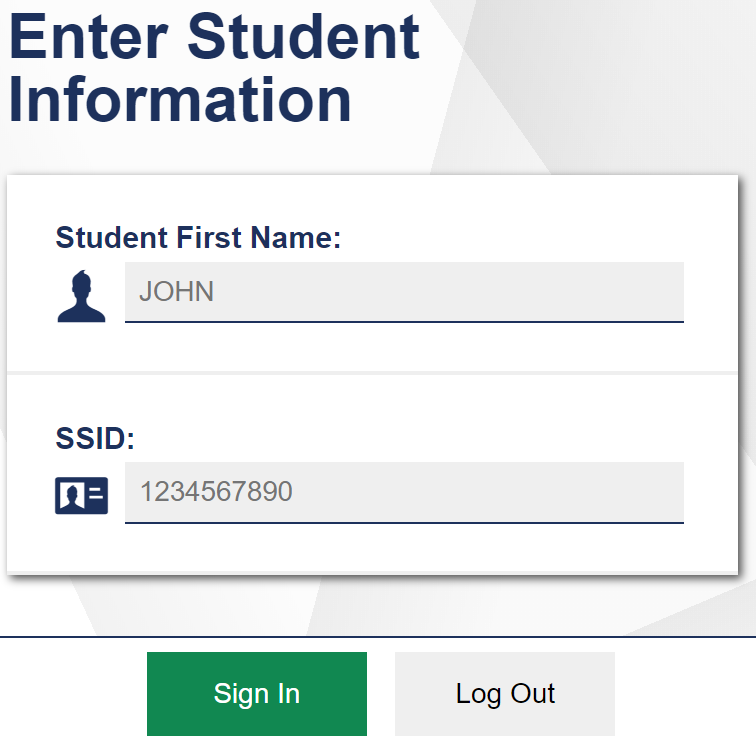 Enter Student
Information
Student First Name:
JOHN
SSID:
1234567890
Sign In
Log Out